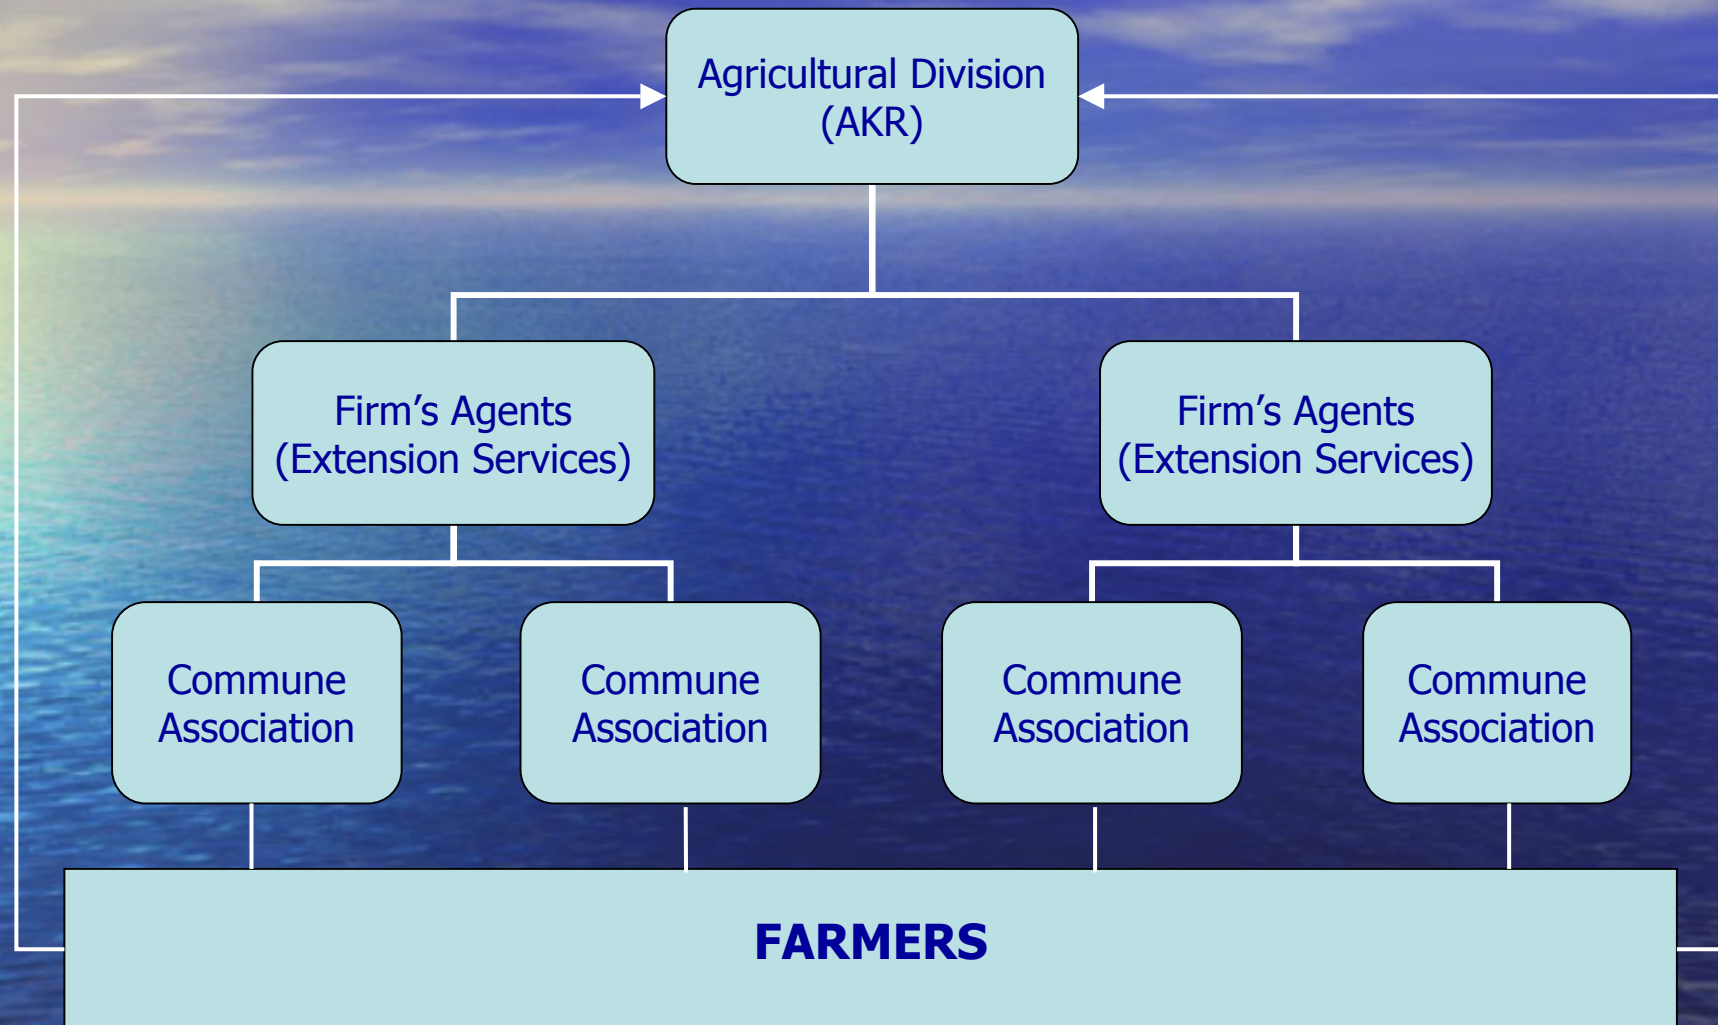 Agricultural Division
(AKR)
Firm’s Agents
(Extension Services)
Firm’s Agents
(Extension Services)
Commune
Association
Commune
Association
Commune
Association
Commune
Association
FARMERS